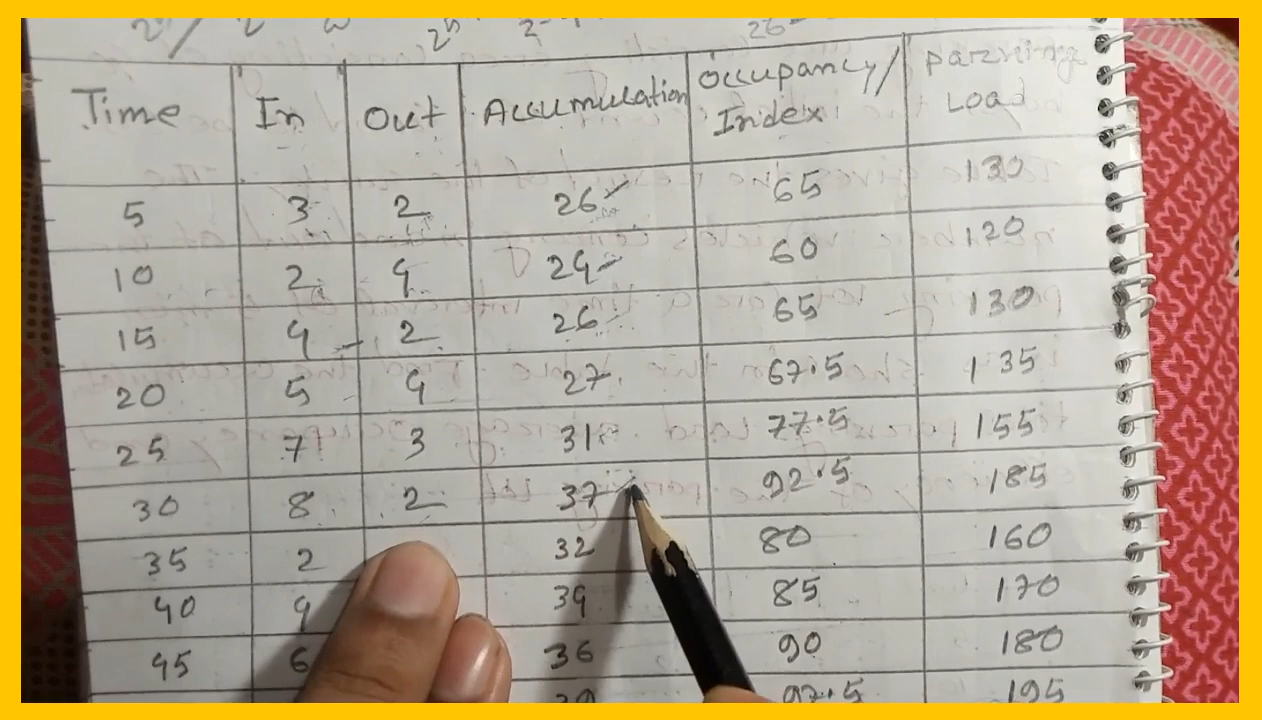 Time In Out Accumulation Occupancy/ Index Parking Load
5 3 2 26 65 130
10 2 4 24 60 120
15 4 2 26 65 130
20 5 4 27 67.5 135
25 7 3 31 77.5 155
30 8 2 37 92.5 185
35 2 32 80 160
40 4 34 85 170
45 6 36 90 180
97.5 195